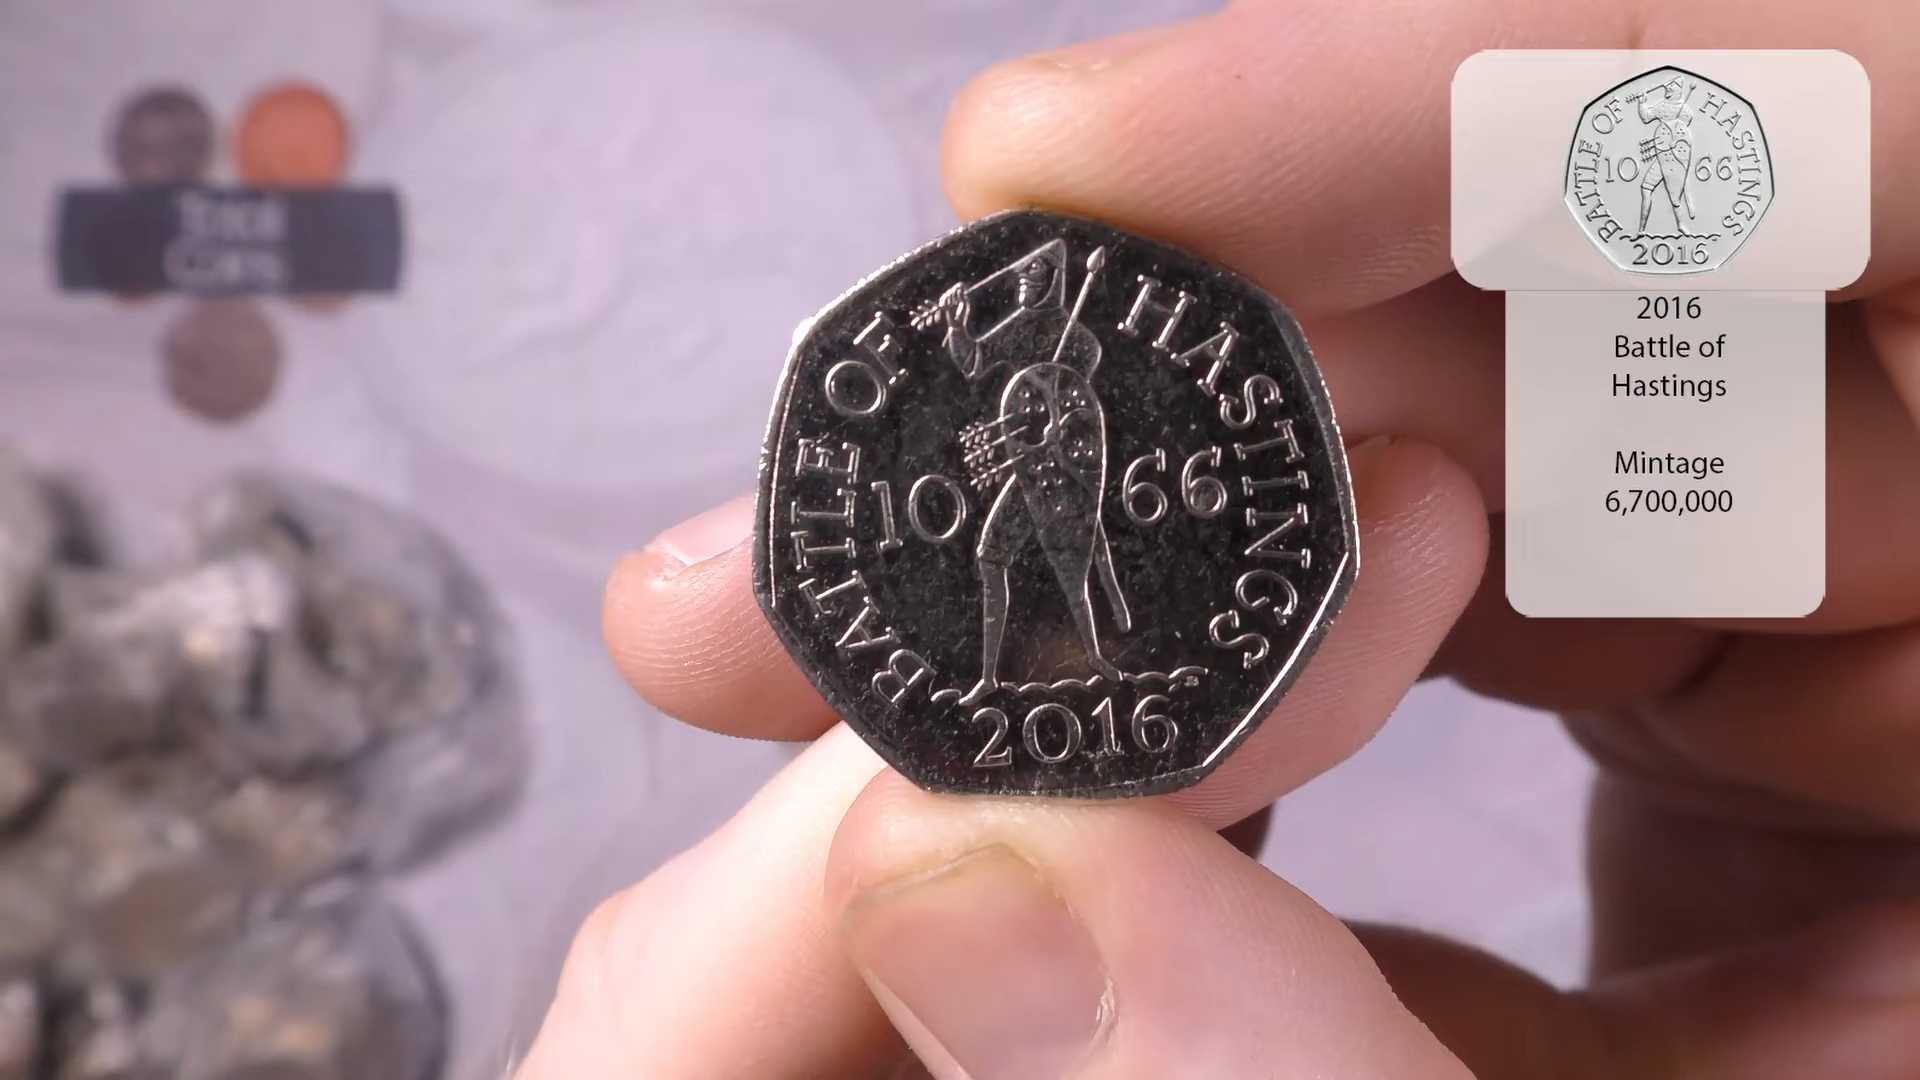 BATTLE OF HASTINGS
10 66
2016
BATTLE OF HASTINGS
10 66
2016
2016
Battle of
Hastings
Mintage
6,700,000